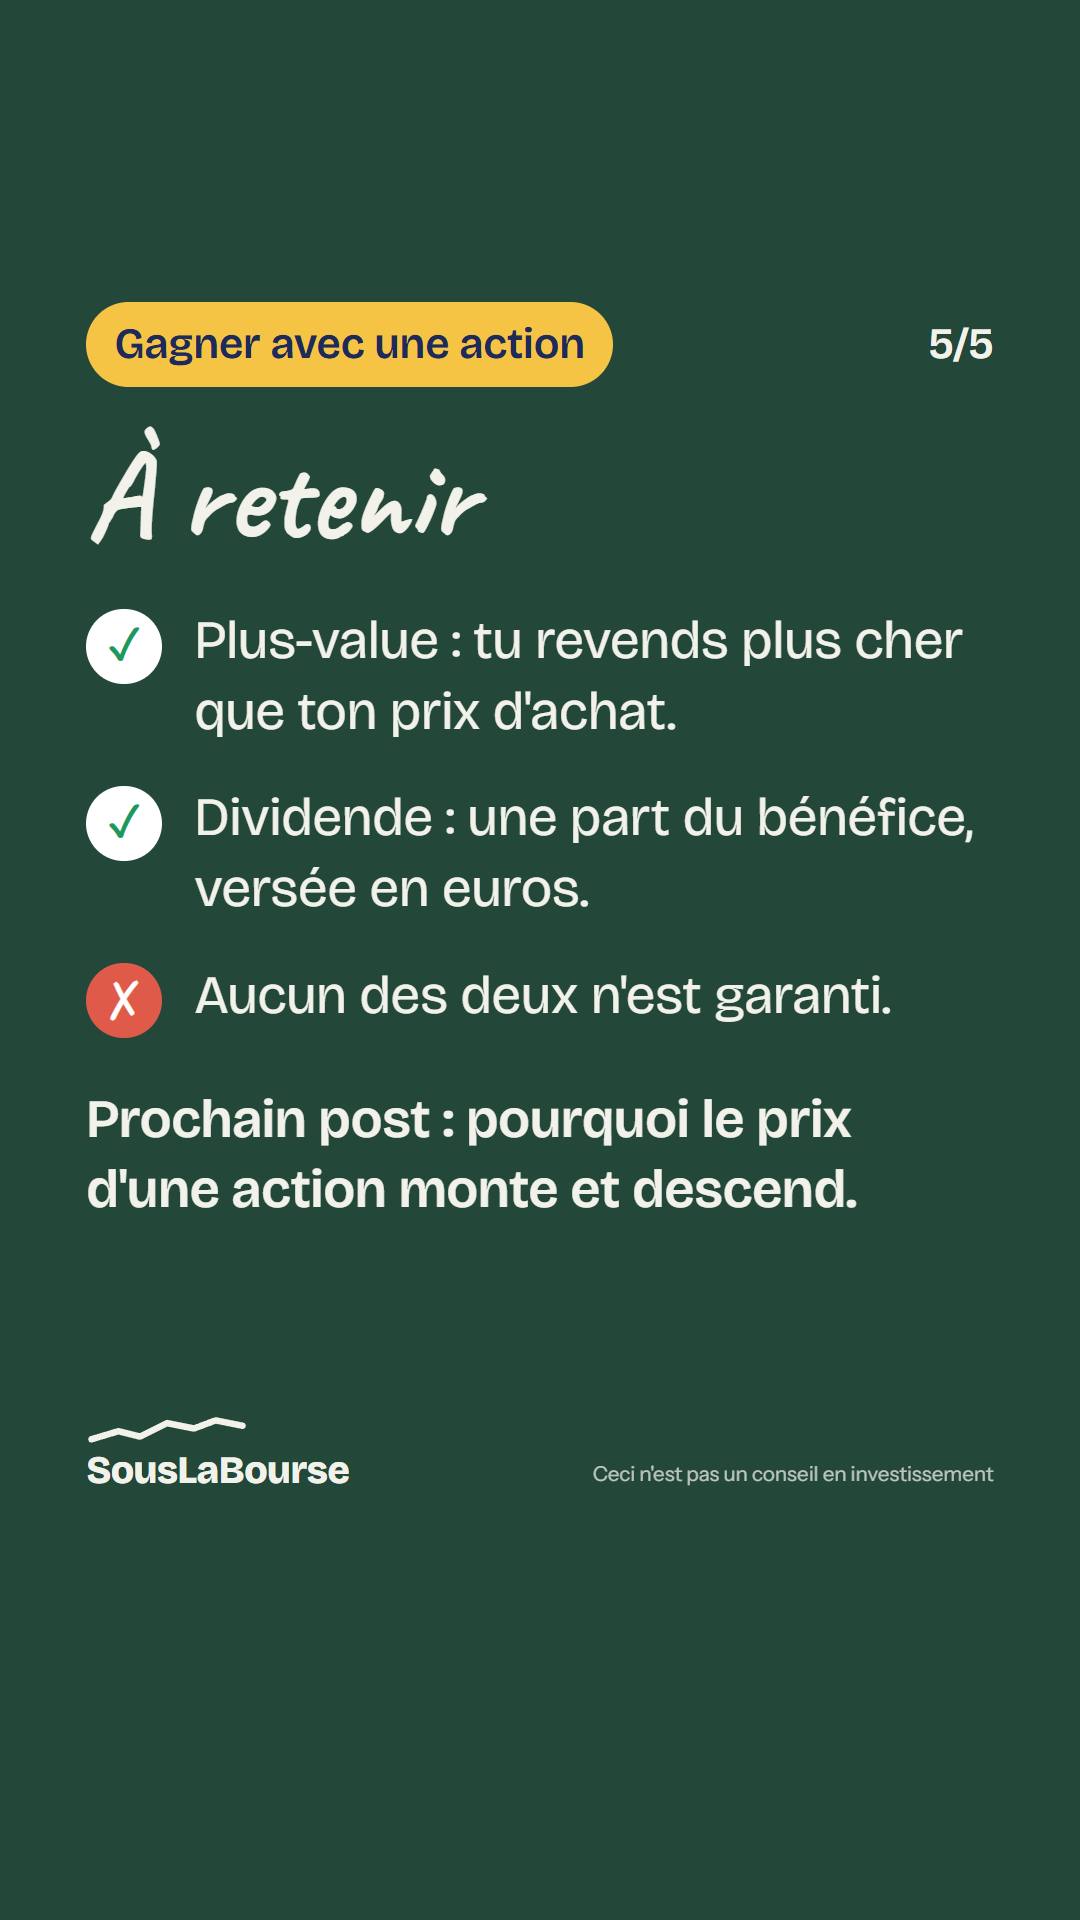 Gagner avec une action
5/5
À retenir
✓ Plus-value : tu revends plus cher
que ton prix d'achat.
✓ Dividende : une part du bénéfice,
versée en euros.
✗ Aucun des deux n'est garanti.
Prochain post : pourquoi le prix
d'une action monte et descend.
SousLaBourse
Ceci n'est pas un conseil en investissement